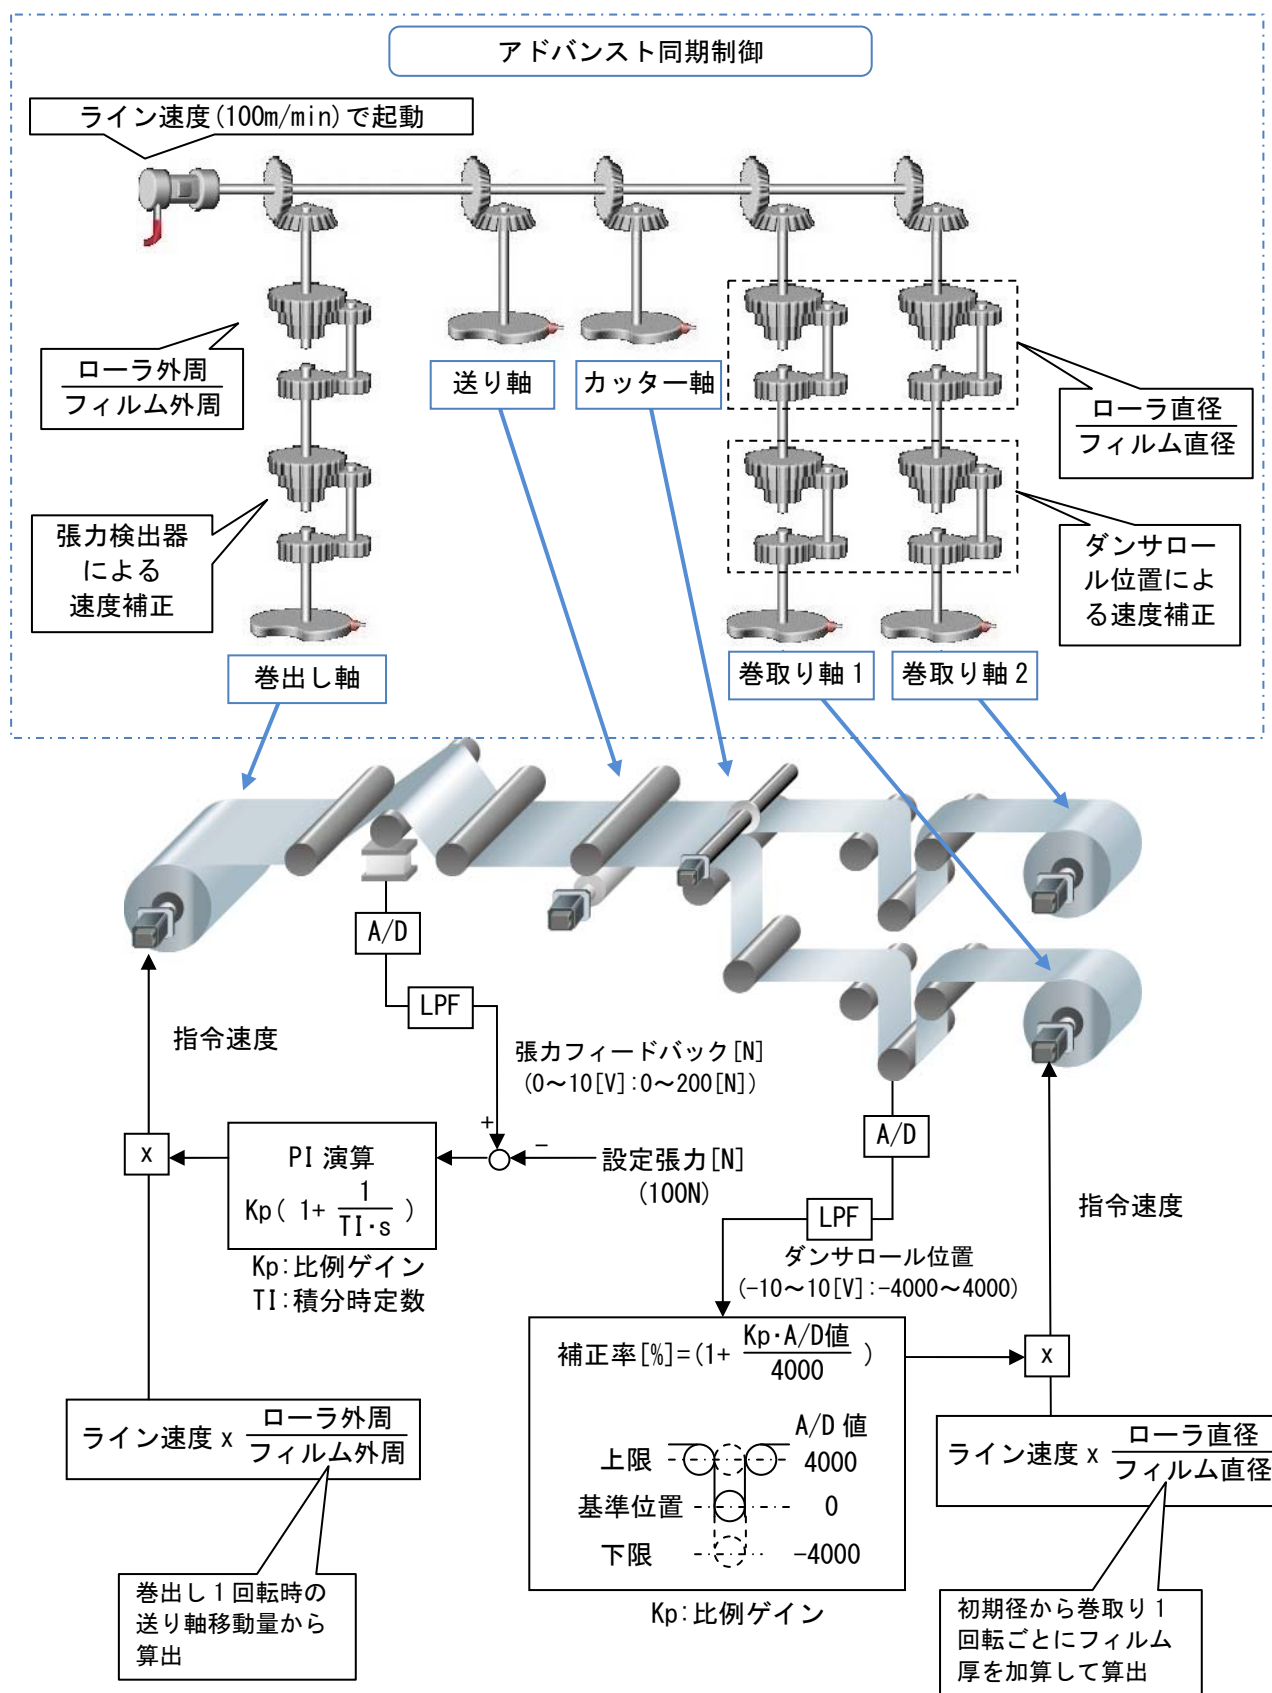 アドバンスト同期制御
ライン速度(100m/min)で起動
ローラ外周
フィルム外周
送り軸
カッター軸
ローラ直径
フィルム直径
張力検出器
による
速度補正
ダンサロー
ル位置によ
る速度補正
巻出し軸
巻取り軸1
巻取り軸2
A/D
LPF
指令速度
張力フィードバック[N]
(0～10[V]:0～200[N])
+
−
x
PI 演算
Kp( 1+ 1/TI·s )
設定張力[N]
(100N)
Kp:比例ゲイン
TI:積分時定数
A/D
LPF
指令速度
ダンサロール位置
(-10～10[V]:-4000～4000)
補正率[%]=(1+ Kp·A/D値/4000 )
x
A/D 値
上限
4000
基準位置
0
下限
-4000
Kp:比例ゲイン
ライン速度 x ローラ外周/フィルム外周
ライン速度 x ローラ直径/フィルム直径
巻出し1回転時の
送り軸移動量から
算出
初期径から巻取り1
回転ごとにフィルム
厚を加算して算出